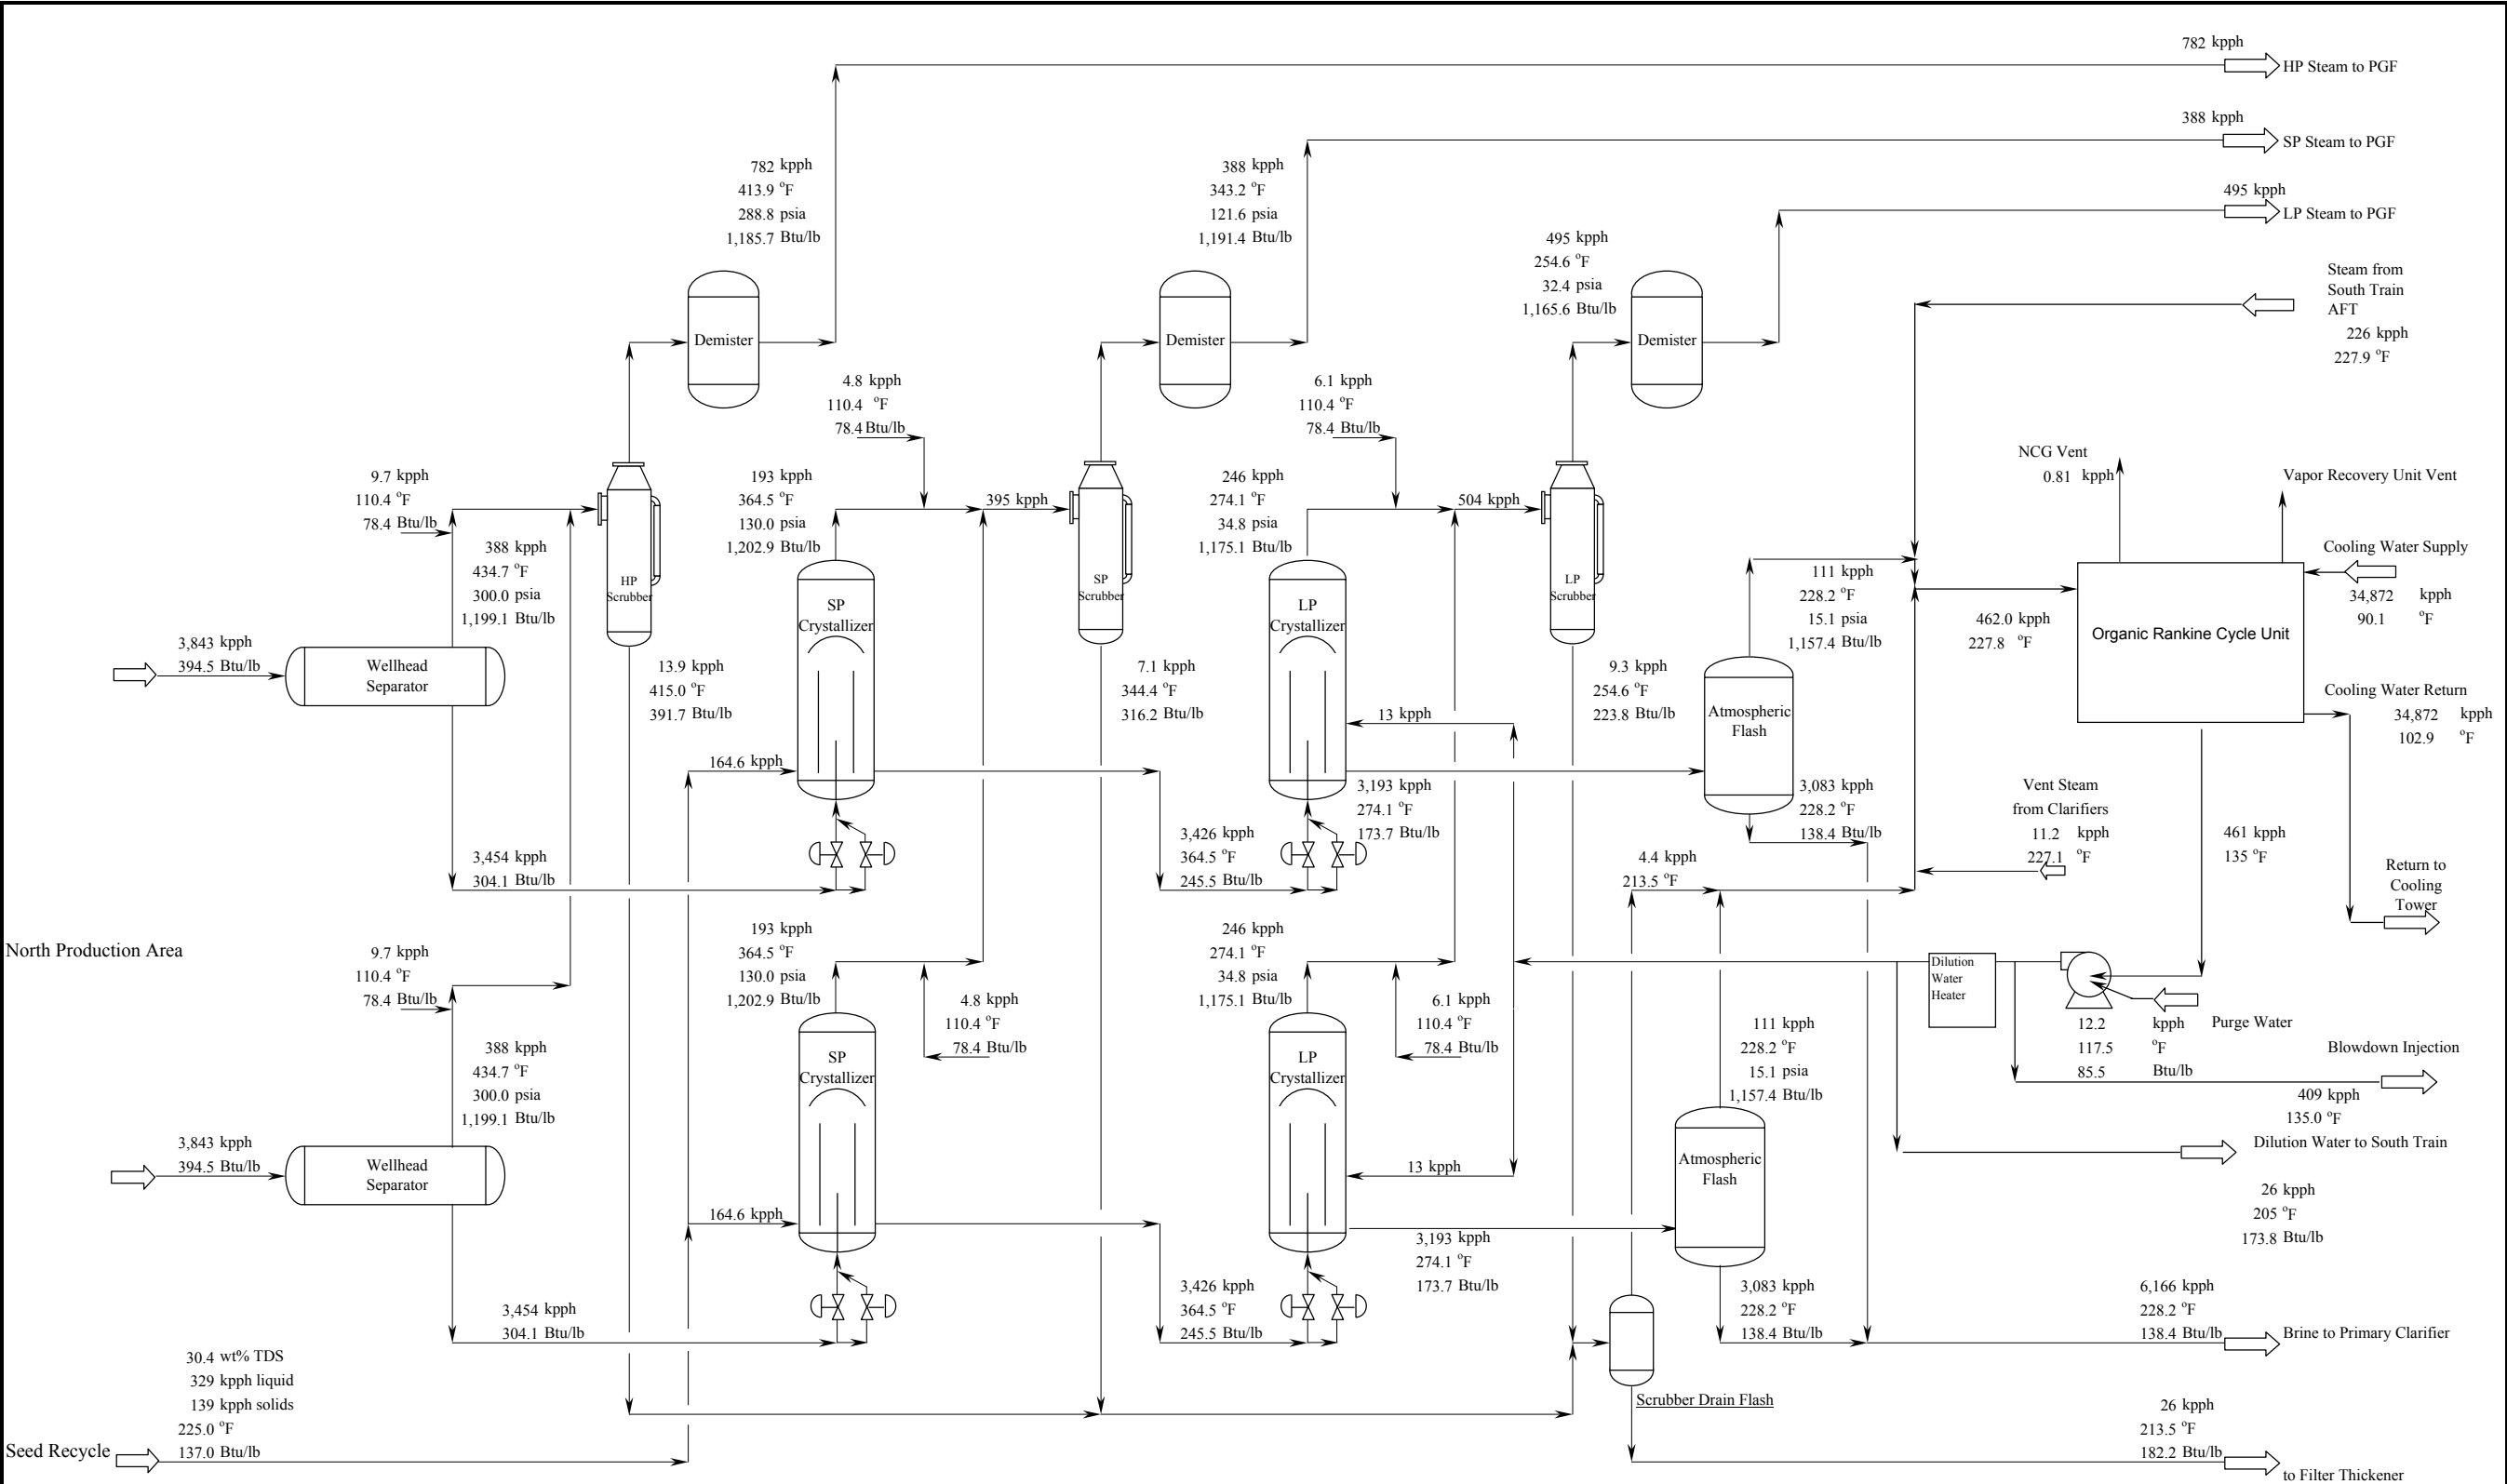 782 kpph
HP Steam to PGF
388 kpph
SP Steam to PGF
495 kpph
LP Steam to PGF
782 kpph
413.9 °F
288.8 psia
1,185.7 Btu/lb
388 kpph
343.2 °F
121.6 psia
1,191.4 Btu/lb
495 kpph
254.6 °F
32.4 psia
1,165.6 Btu/lb
Steam from
South Train
AFT
226 kpph
227.9 °F
Demister
Demister
Demister
4.8 kpph
110.4 °F
78.4 Btu/lb
6.1 kpph
110.4 °F
78.4 Btu/lb
9.7 kpph
110.4 °F
78.4 Btu/lb
388 kpph
434.7 °F
300.0 psia
1,199.1 Btu/lb
HP
Scrubber
193 kpph
364.5 °F
130.0 psia
1,202.9 Btu/lb
395 kpph
SP
Scrubber
246 kpph
274.1 °F
34.8 psia
1,175.1 Btu/lb
504 kpph
LP
Scrubber
NCG Vent
0.81 kpph
Vapor Recovery Unit Vent
Cooling Water Supply
34,872 kpph
90.1 °F
111 kpph
228.2 °F
15.1 psia
1,157.4 Btu/lb
462.0 kpph
227.8 °F
Organic Rankine Cycle Unit
Cooling Water Return
34,872 kpph
102.9 °F
3,843 kpph
394.5 Btu/lb
Wellhead
Separator
13.9 kpph
415.0 °F
391.7 Btu/lb
SP
Crystallizer
7.1 kpph
344.4 °F
316.2 Btu/lb
LP
Crystallizer
13 kpph
9.3 kpph
254.6 °F
223.8 Btu/lb
Atmospheric
Flash
164.6 kpph
3,193 kpph
274.1 °F
173.7 Btu/lb
3,083 kpph
228.2 °F
138.4 Btu/lb
Vent Steam
from Clarifiers
11.2 kpph
227.1 °F
461 kpph
135 °F
Return to
Cooling
Tower
3,454 kpph
304.1 Btu/lb
3,426 kpph
364.5 °F
245.5 Btu/lb
4.4 kpph
213.5 °F
North Production Area
9.7 kpph
110.4 °F
78.4 Btu/lb
388 kpph
434.7 °F
300.0 psia
1,199.1 Btu/lb
193 kpph
364.5 °F
130.0 psia
1,202.9 Btu/lb
4.8 kpph
110.4 °F
78.4 Btu/lb
246 kpph
274.1 °F
34.8 psia
1,175.1 Btu/lb
6.1 kpph
110.4 °F
78.4 Btu/lb
Dilution
Water
Heater
12.2 kpph
117.5 °F
85.5 Btu/lb
Purge Water
Blowdown Injection
409 kpph
135.0 °F
111 kpph
228.2 °F
15.1 psia
1,157.4 Btu/lb
SP
Crystallizer
LP
Crystallizer
3,843 kpph
394.5 Btu/lb
Wellhead
Separator
13 kpph
Atmospheric
Flash
Dilution Water to South Train
26 kpph
205 °F
173.8 Btu/lb
164.6 kpph
3,193 kpph
274.1 °F
173.7 Btu/lb
3,454 kpph
304.1 Btu/lb
3,426 kpph
364.5 °F
245.5 Btu/lb
3,083 kpph
228.2 °F
138.4 Btu/lb
6,166 kpph
228.2 °F
138.4 Btu/lb
Brine to Primary Clarifier
30.4 wt% TDS
329 kpph liquid
139 kpph solids
225.0 °F
137.0 Btu/lb
Seed Recycle
Scrubber Drain Flash
26 kpph
213.5 °F
182.2 Btu/lb
to Filter Thickener